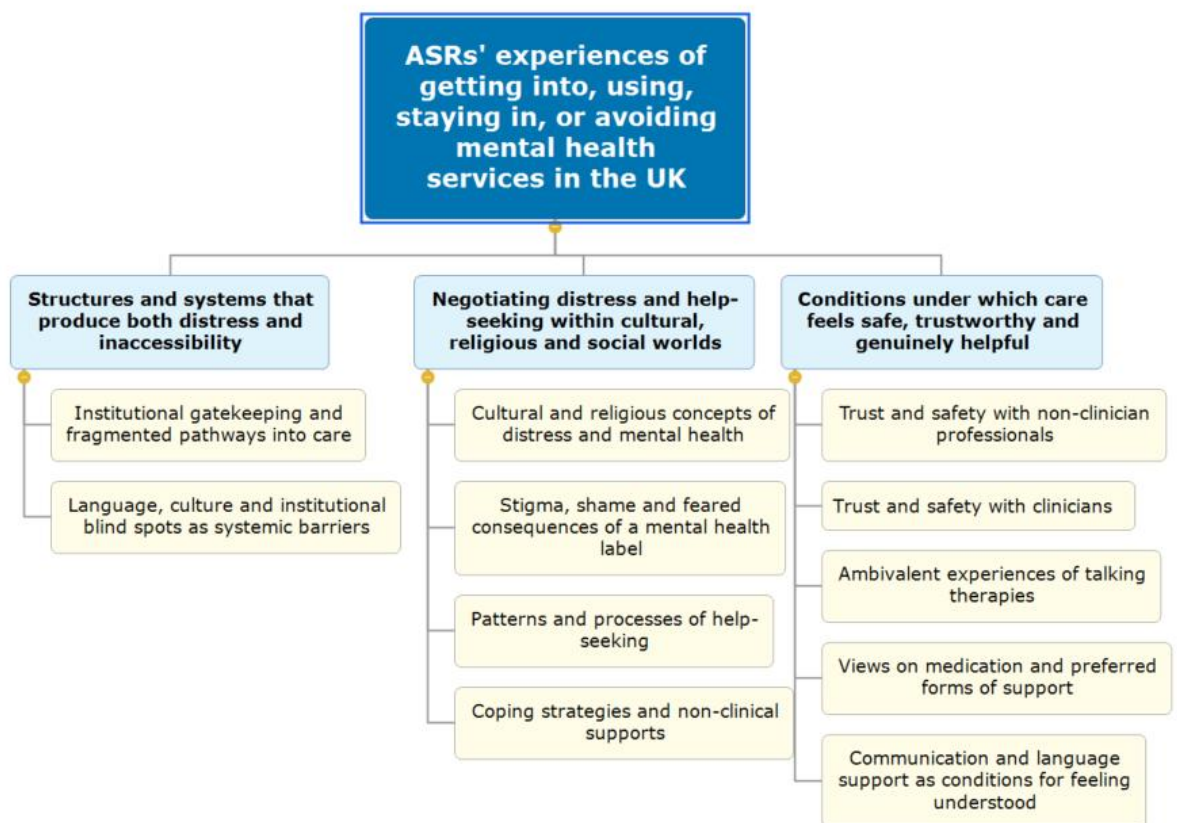 ASRs' experiences of
getting into, using,
staying in, or avoiding
mental health
services in the UK
Structures and systems that
produce both distress and
inaccessibility
Institutional gatekeeping and
fragmented pathways into care
Language, culture and institutional
blind spots as systemic barriers
Negotiating distress and help-
seeking within cultural,
religious and social worlds
Cultural and religious concepts of
distress and mental health
Stigma, shame and feared
consequences of a mental health
label
Patterns and processes of help-
seeking
Coping strategies and non-clinical
supports
Conditions under which care
feels safe, trustworthy and
genuinely helpful
Trust and safety with non-clinician
professionals
Trust and safety with clinicians
Ambivalent experiences of talking
therapies
Views on medication and preferred
forms of support
Communication and language
support as conditions for feeling
understood